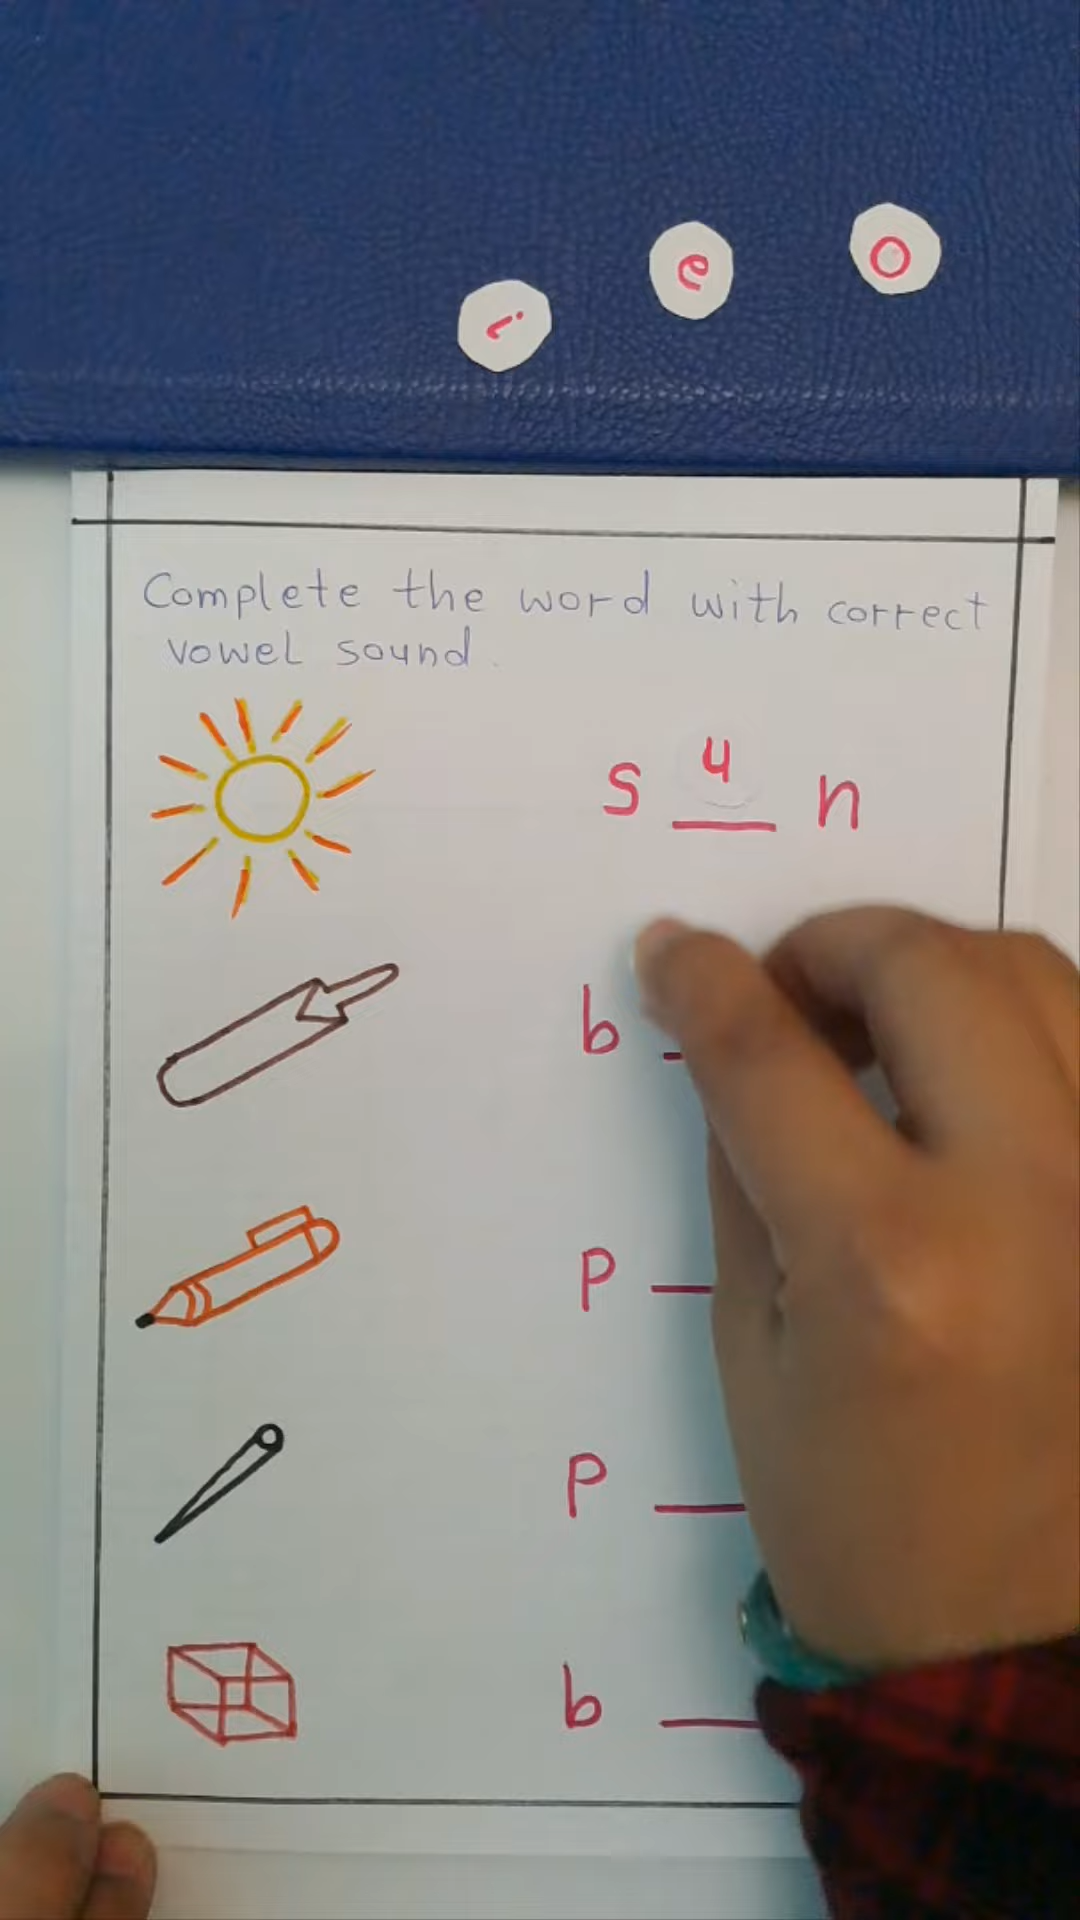 i
e
o
Complete the word with correct
vowel sound.
s u n
b _
p _
p _
b _